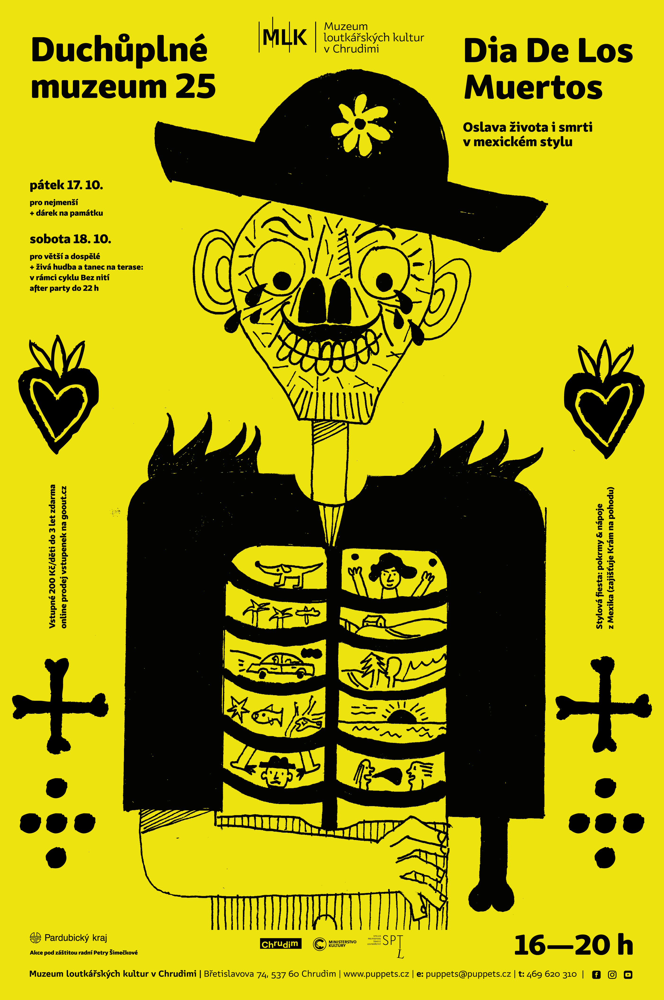 MLK
Muzeum
loutkářských kultur
v Chrudimi
Duchůplné
muzeum 25
Dia De Los
Muertos
Oslava života i smrti
v mexickém stylu
pátek 17. 10.
pro nejmenší
+ dárek na památku
sobota 18. 10.
pro větší a dospělé
+ živá hudba a tanec na terase:
v rámci cyklu Bez nití
after party do 22 h
Vstupné 200 Kč/děti do 3 let zdarma
online prodej vstupenek na goout.cz
Stylová fiesta: pokrmy & nápoje
z Mexika (zajišťuje Krám na pohodu)
Pardubický kraj
Akce pod záštitou radní Petry Šimečkové
Chrudim
MINISTERSTVO
KULTURY
SPOLEK
PRO PODPORU
TRADIC
LOUTKÁŘSTVÍ
SPT
L
16—20 h
Muzeum loutkářských kultur v Chrudimi | Břetislavova 74, 537 60 Chrudim | www.puppets.cz | e: puppets@puppets.cz | t: 469 620 310 |